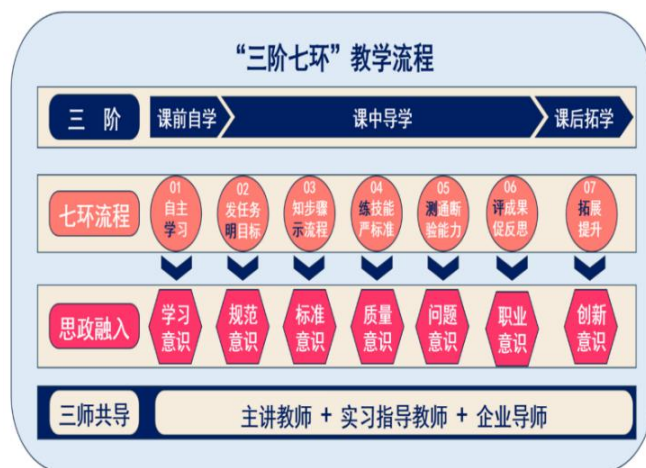 “三阶七环”教学流程
三 阶 课前自学 课中导学 课后拓学
七环流程
01
自主
学习
02
发任务
明目标
03
知步骤
示流程
04
练技能
严标准
05
测通断
验能力
06
评成果
促反思
07
拓展
提升
思政融入
学习
意识
规范
意识
标准
意识
质量
意识
问题
意识
职业
意识
创新
意识
三师共导 主讲教师 + 实习指导教师 + 企业导师